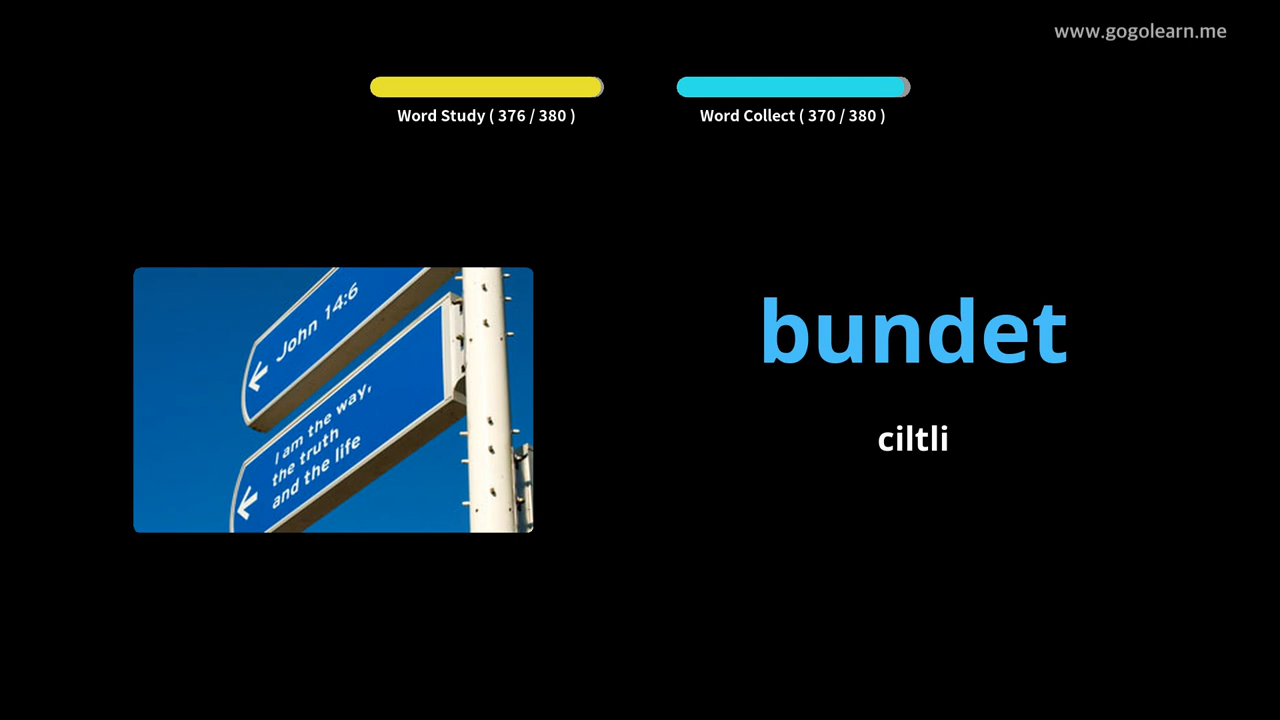 www.gogolearn.me
Word Study ( 376 / 380 )
Word Collect ( 370 / 380 )
John 14:6
I am the way,
the truth
and the life
bundet
ciltli